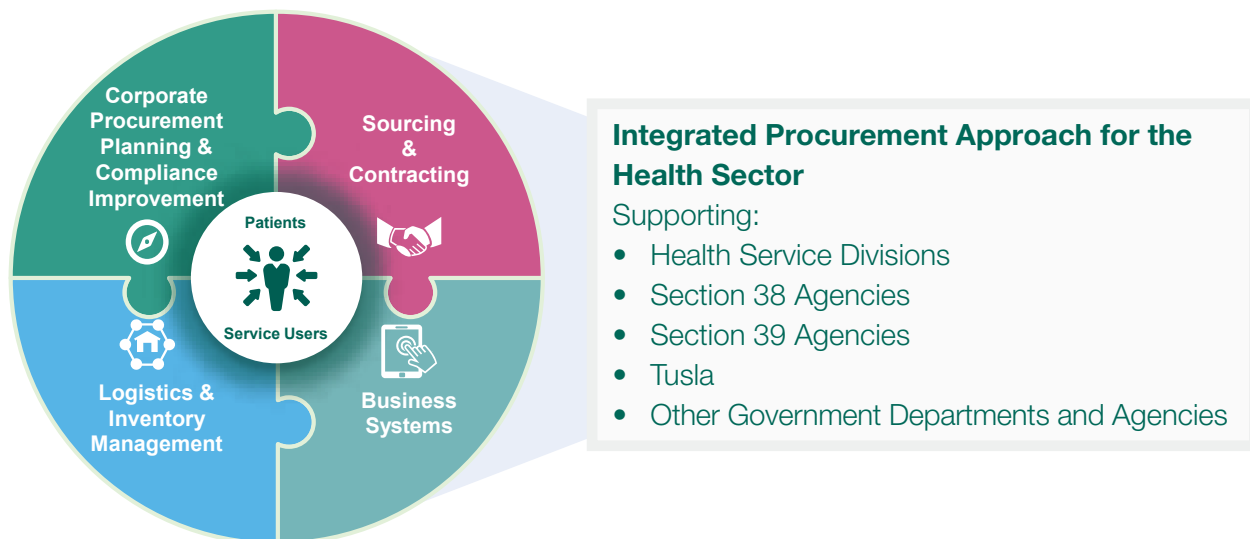 Corporate
Procurement
Planning &
Compliance
Improvement
Sourcing
&
Contracting
Patients
Service Users
Logistics &
Inventory
Management
Business
Systems
Integrated Procurement Approach for the
Health Sector
Supporting:
• Health Service Divisions
• Section 38 Agencies
• Section 39 Agencies
• Tusla
• Other Government Departments and Agencies